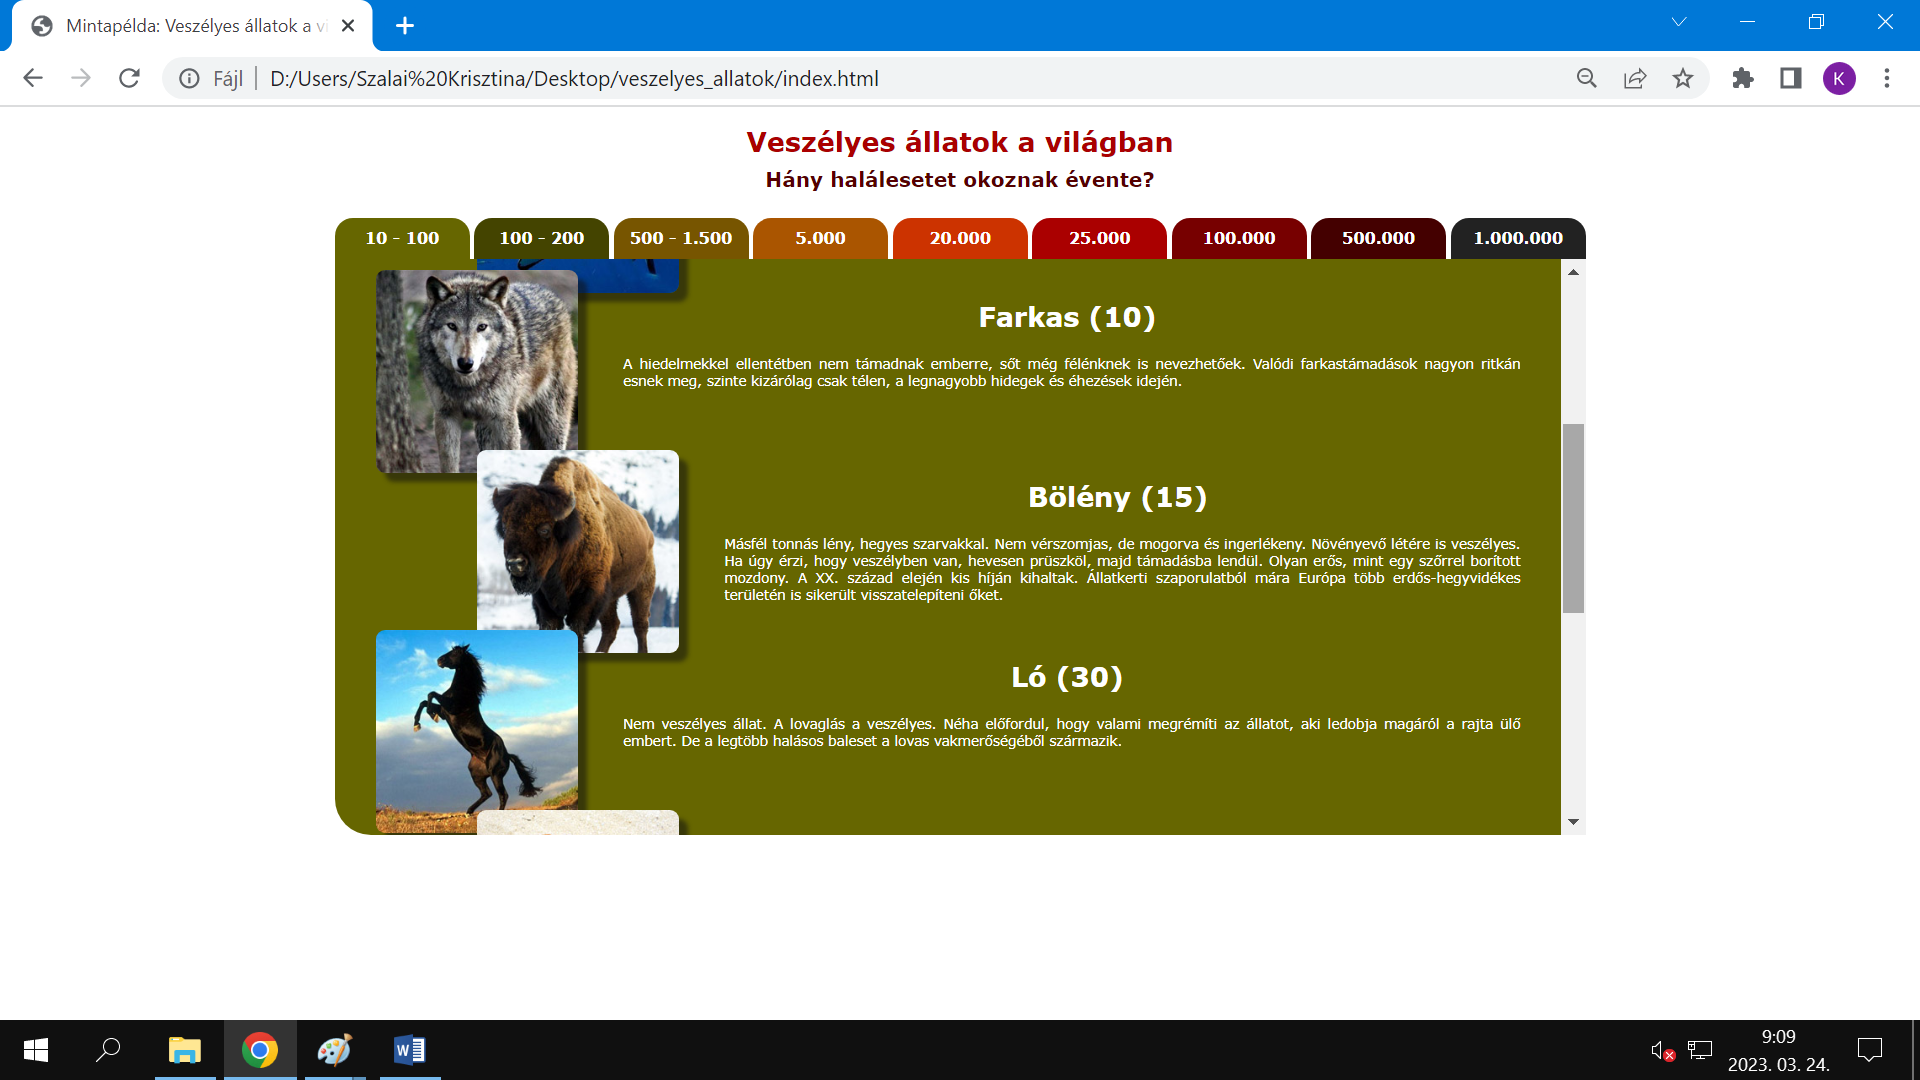 Mintapélda: Veszélyes állatok a vi
Fájl
D:/Users/Szalai%20Krisztina/Desktop/veszelyes_allatok/index.html
K
Veszélyes állatok a világban
Hány halálesetet okoznak évente?
10 - 100
100 - 200
500 - 1.500
5.000
20.000
25.000
100.000
500.000
1.000.000
Farkas (10)
A hiedelmekkel ellentétben nem támadnak emberre, sőt még félénknek is nevezhetőek. Valódi farkastámadások nagyon ritkán
esnek meg, szinte kizárólag csak télen, a legnagyobb hidegek és éhezések idején.
Bölény (15)
Másfél tonnás lény, hegyes szarvakkal. Nem vérszomjas, de mogorva és ingerlékeny. Növényevő létére is veszélyes.
Ha úgy érzi, hogy veszélyben van, hevesen prüszköl, majd támadásba lendül. Olyan erős, mint egy szőrrel borított
mozdony. A XX. század elején kis híján kihaltak. Állatkerti szaporulatból mára Európa több erdős-hegyvidékes
területén is sikerült visszatelepíteni őket.
Ló (30)
Nem veszélyes állat. A lovaglás a veszélyes. Néha előfordul, hogy valami megrémíti az állatot, aki ledobja magáról a rajta ülő
embert. De a legtöbb halásos baleset a lovas vakmerőségéből származik.
W
9:09
2023. 03. 24.